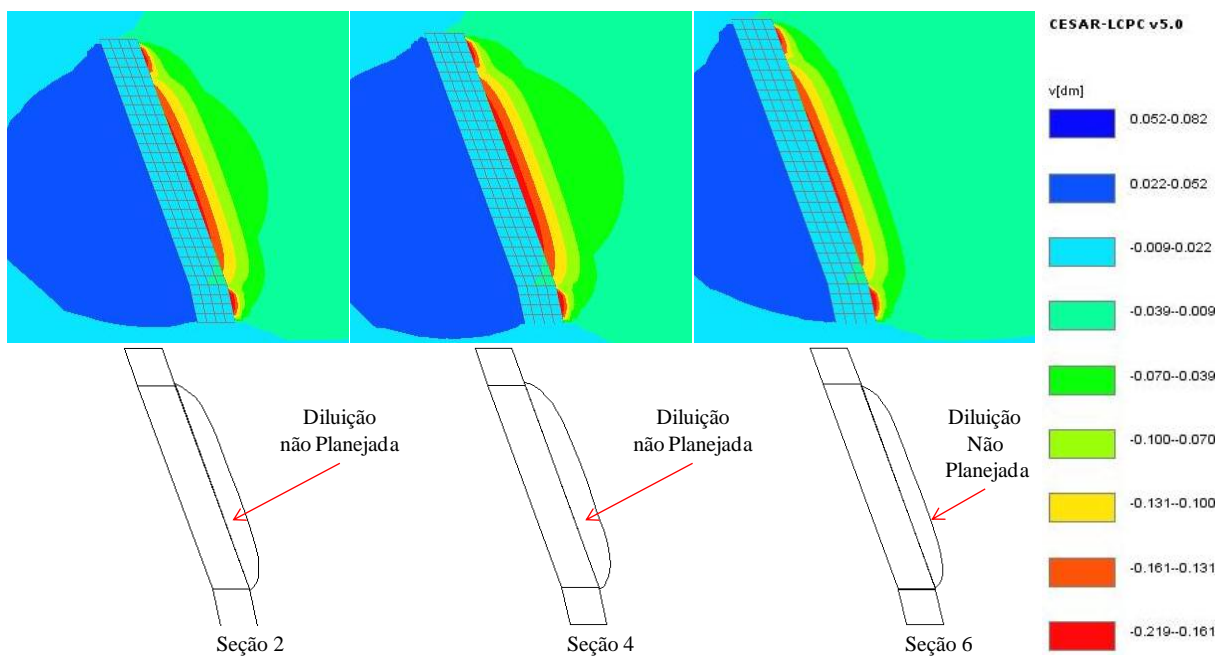 CESAR-LCPC v5.0
v[dm]
0.052-0.082
0.022-0.052
-0.009-0.022
-0.039--0.009
-0.070--0.039
-0.100--0.070
-0.131--0.100
-0.161--0.131
-0.219--0.161
Diluição
não Planejada
Diluição
não Planejada
Diluição
Não
Planejada
Seção 2
Seção 4
Seção 6